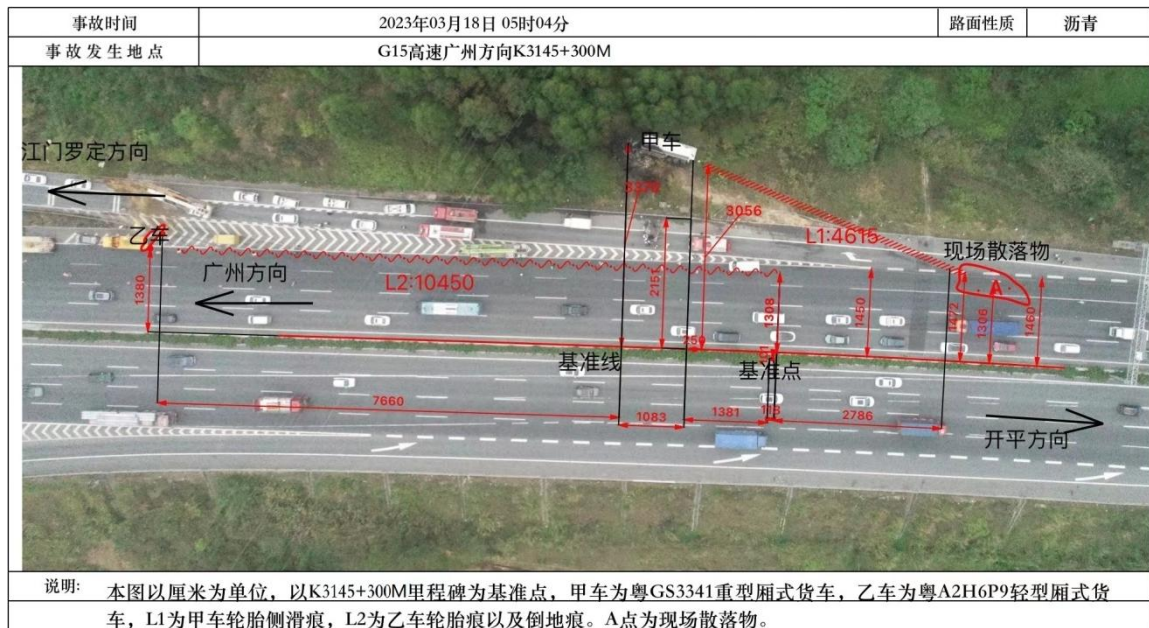 事故时间 2023年03月18日 05时04分 路面性质 沥青
事故发生地点 G15高速广州方向K3145+300M
甲车
江门罗定方向
3378
3056
L1:4615
现场散落物
乙车
广州方向
L2:10450
A
1380
2151
1308
1450
1306
1460
基准线
基准点
7660
1083
1381
118
2786
开平方向
说明: 本图以厘米为单位，以K3145+300M里程碑为基准点，甲车为粤GS3341重型厢式货车，乙车为粤A2H6P9轻型厢式货
车，L1为甲车轮胎侧滑痕，L2为乙车轮胎痕以及倒地痕。A点为现场散落物。